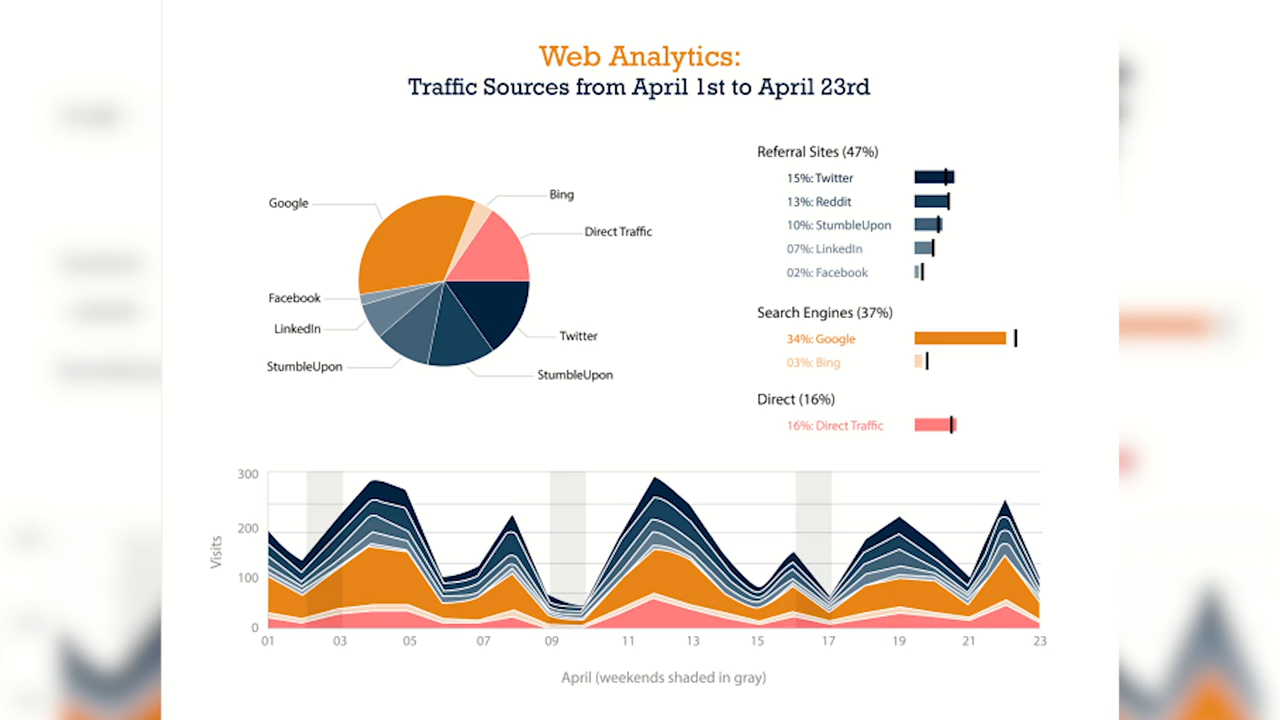 Web Analytics:
Traffic Sources from April 1st to April 23rd
Google
Bing
Direct Traffic
Facebook
LinkedIn
StumbleUpon
Twitter
StumbleUpon
Referral Sites (47%)
15%: Twitter
13%: Reddit
10%: StumbleUpon
07%: LinkedIn
02%: Facebook
Search Engines (37%)
34%: Google
03%: Bing
Direct (16%)
16%: Direct Traffic
Visits
300
200
100
0
01 03 05 07 09 11 13 15 17 19 21 23
April (weekends shaded in gray)